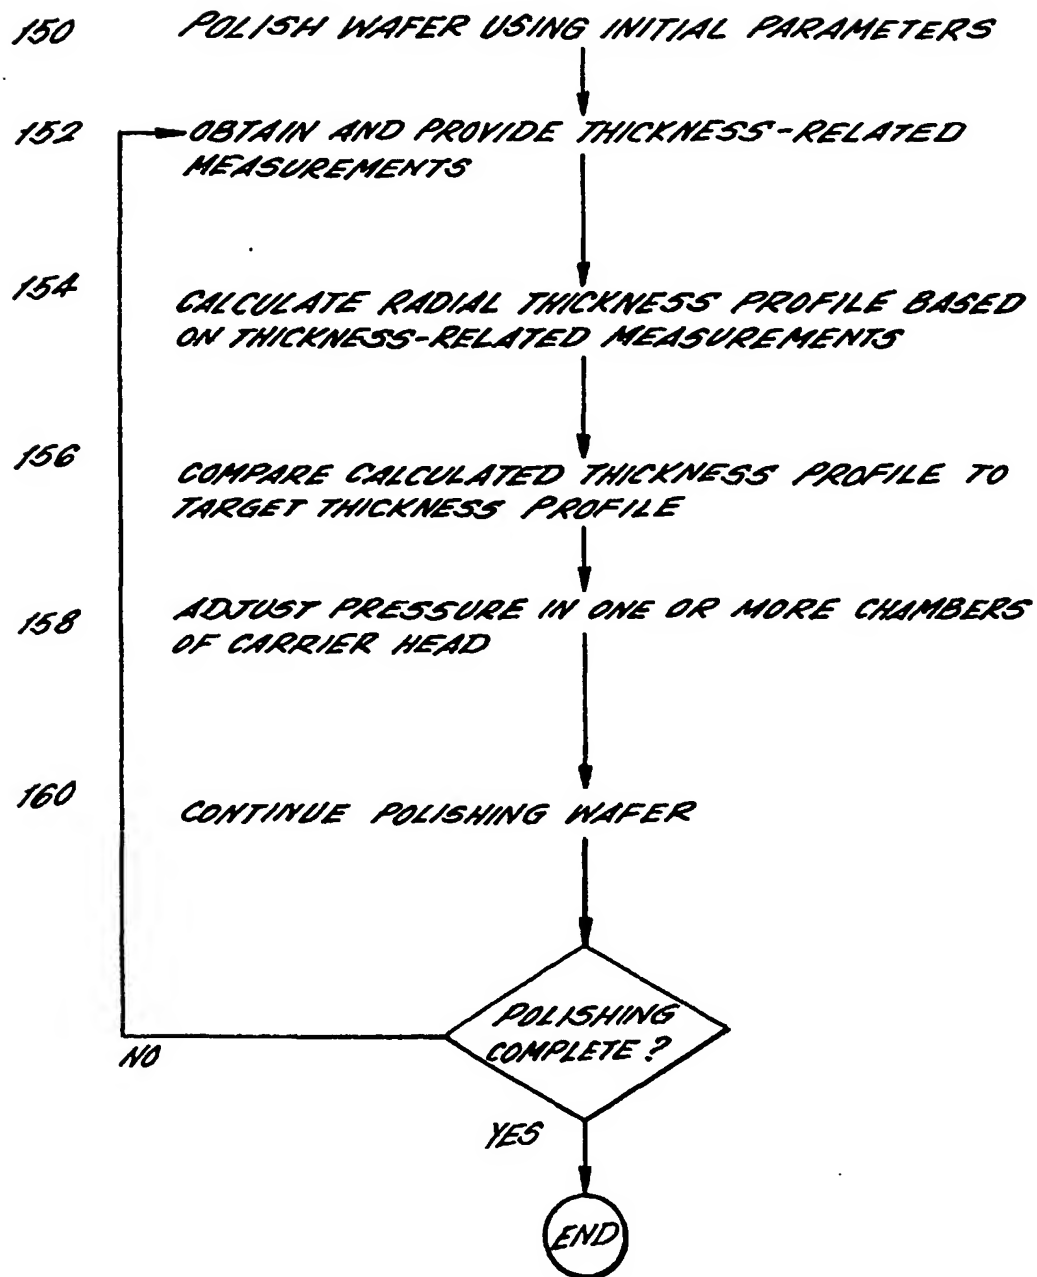 150 POLISH WAFER USING INITIAL PARAMETERS
152 OBTAIN AND PROVIDE THICKNESS-RELATED
MEASUREMENTS
154 CALCULATE RADIAL THICKNESS PROFILE BASED
ON THICKNESS-RELATED MEASUREMENTS
156 COMPARE CALCULATED THICKNESS PROFILE TO
TARGET THICKNESS PROFILE
158 ADJUST PRESSURE IN ONE OR MORE CHAMBERS
OF CARRIER HEAD
160 CONTINUE POLISHING WAFER
POLISHING
COMPLETE?
NO
YES
END